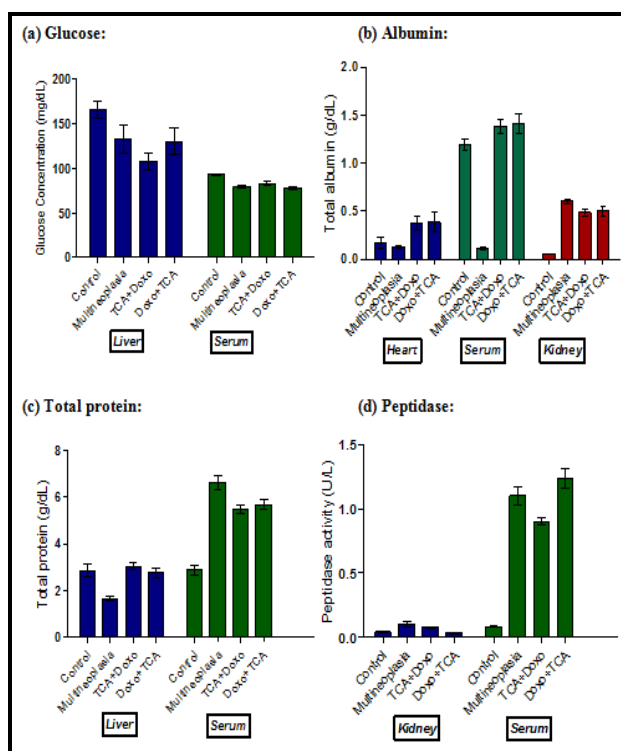 (a) Glucose:
Glucose Concentration (mg/dL)
200
150
100
50
0
Control
Multineoplasia
TCA+Doxo
Doxo+TCA
Control
Multineoplasia
TCA+Doxo
Doxo+TCA
Liver
Serum
(b) Albumin:
Total albumin (g/dL)
2.0
1.5
1.0
0.5
0.0
Control
Multineoplasia
TCA+Doxo
Doxo+TCA
Control
Multineoplasia
TCA+Doxo
Doxo+TCA
Control
Multineoplasia
TCA+Doxo
Doxo+TCA
Heart
Serum
Kidney
(c) Total protein:
Total protein (g/dL)
8
6
4
2
0
Control
Multineoplasia
TCA+Doxo
Doxo+TCA
Control
Multineoplasia
TCA+Doxo
Doxo+TCA
Liver
Serum
(d) Peptidase:
Peptidase activity (U/L)
1.5
1.0
0.5
0.0
Control
Multineoplasia
TCA+Doxo
Doxo+TCA
Control
Multineoplasia
TCA+Doxo
Doxo+TCA
Kidney
Serum